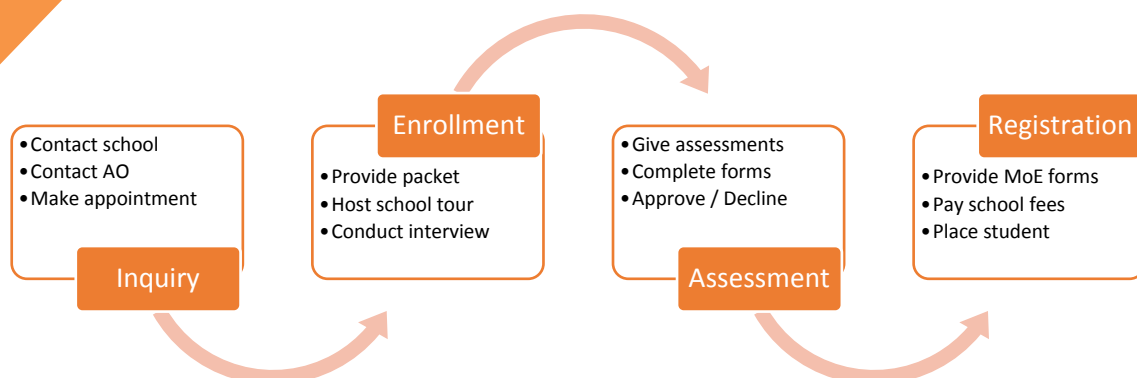 • Contact school
• Contact AO
• Make appointment
Inquiry
Enrollment
• Provide packet
• Host school tour
• Conduct interview
• Give assessments
• Complete forms
• Approve / Decline
Assessment
Registration
• Provide MoE forms
• Pay school fees
• Place student